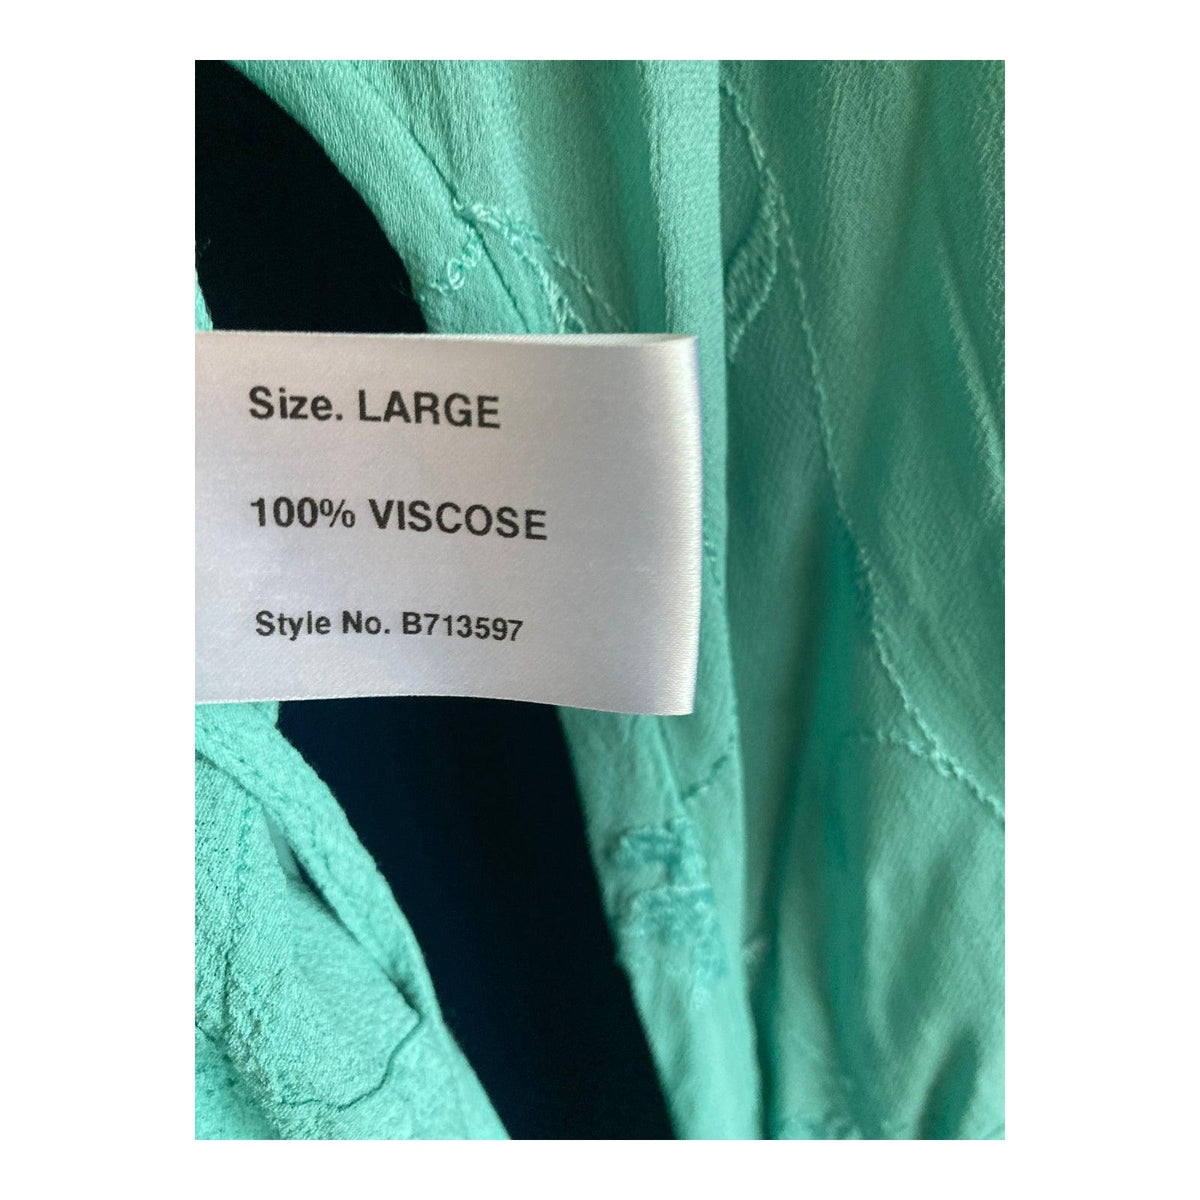 Size. LARGE
100% VISCOSE
Style No. B713597